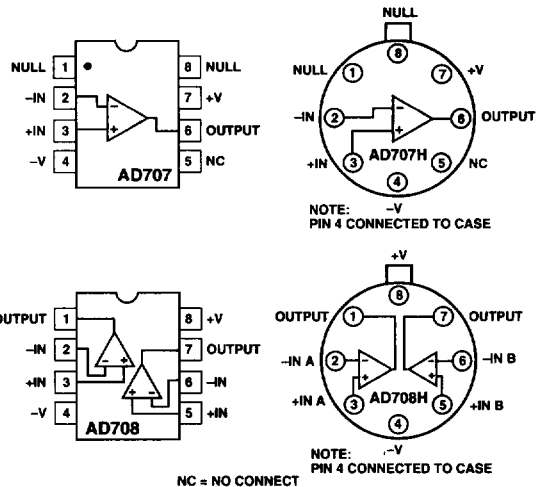 NULL 1 8 NULL
–IN 2 7 +V
+IN 3 6 OUTPUT
–V 4 5 NC
AD707
8
NULL 1 7 +V
–IN 2 6 OUTPUT
– +
+IN 3 AD707H 5 NC
4
–V
NOTE:
PIN 4 CONNECTED TO CASE
OUTPUT 1 8 +V
–IN 2 7 OUTPUT
+IN 3 6 –IN
–V 4 5 +IN
AD708
+V
8
OUTPUT 1 7 OUTPUT
–IN A 2 6 –IN B
+IN A 3 AD708H 5 +IN B
4
–V
NOTE:
PIN 4 CONNECTED TO CASE
NC = NO CONNECT